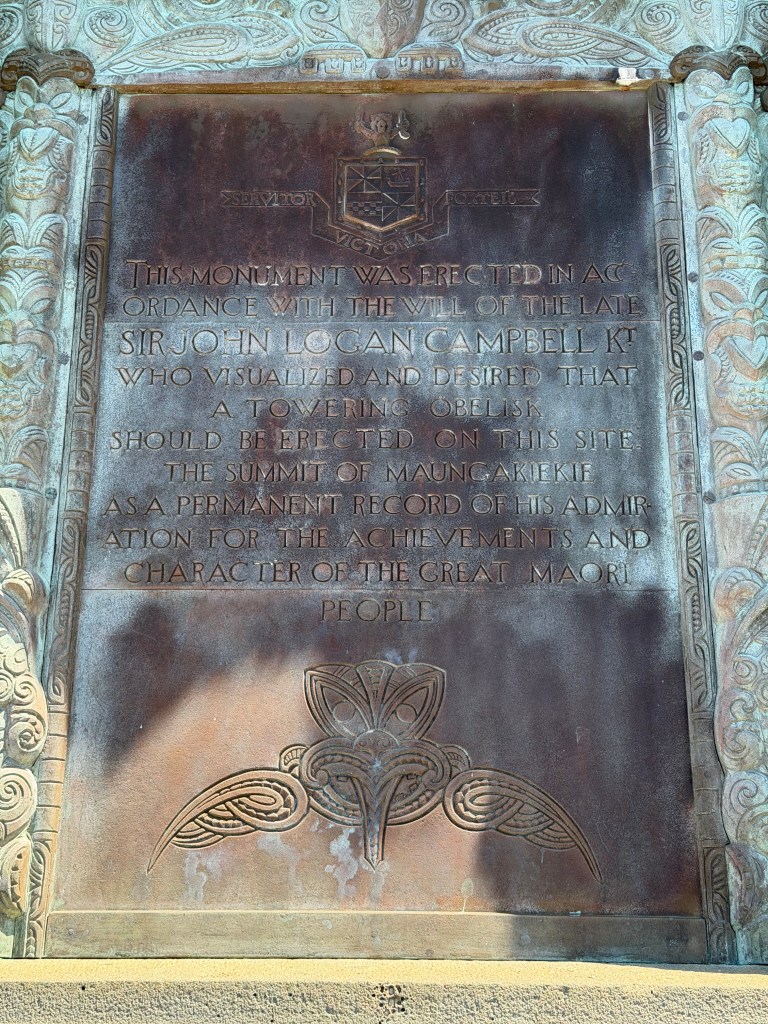 SERVITOR FORTEIS
VICTORIA
THIS MONUMENT WAS ERECTED IN ACC-
ORDANCE WITH THE WILL OF THE LATE
SIR JOHN LOGAN CAMPBELL KT
WHO VISUALIZED AND DESIRED THAT
A TOWERING OBELISK
SHOULD BE ERECTED ON THIS SITE.
THE SUMMIT OF MAUNGAKIEKIE
AS A PERMANENT RECORD OF HIS ADMIR-
ATION FOR THE ACHIEVEMENTS AND
CHARACTER OF THE GREAT MAORI
PEOPLE